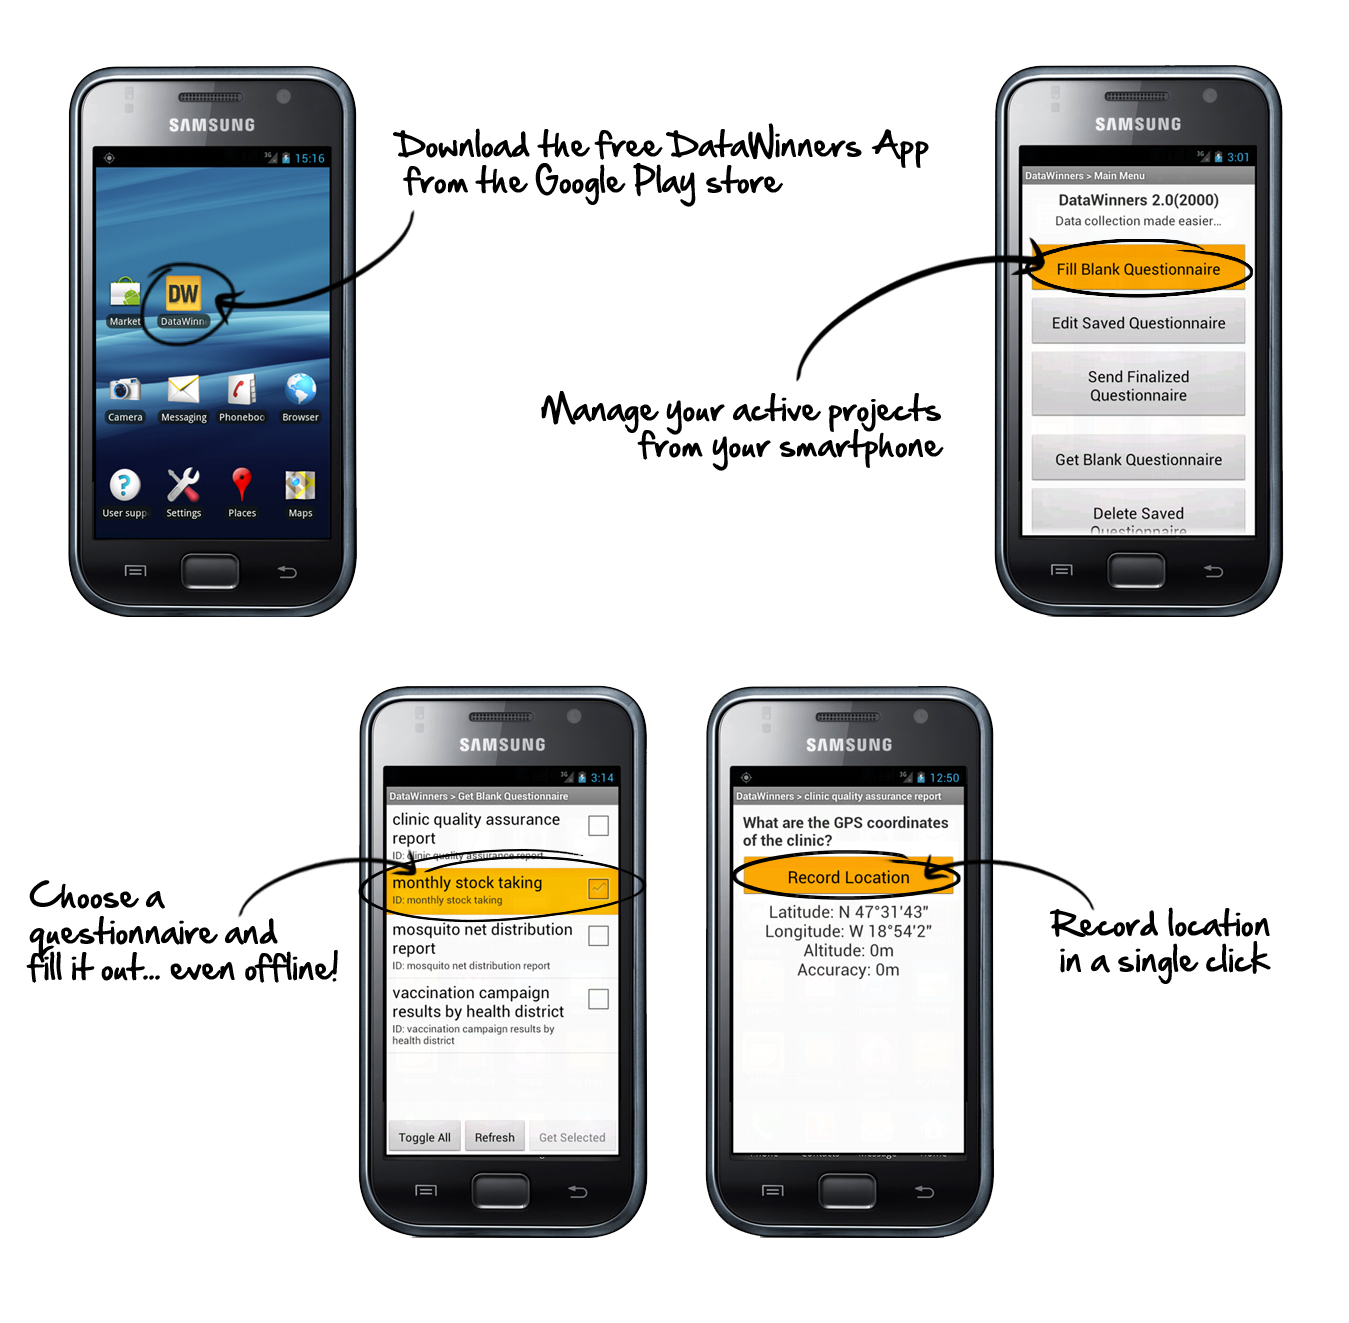 SAMSUNG
3G 15:16
DW
Market
DataWinn
Camera
Messaging
Phoneboo
Browser
User supp
Settings
Places
Maps
Download the free DataWinners App
from the Google Play store
SAMSUNG
3G 3:01
DataWinners > Main Menu
DataWinners 2.0(2000)
Data collection made easier...
Fill Blank Questionnaire
Edit Saved Questionnaire
Send Finalized
Questionnaire
Get Blank Questionnaire
Delete Saved
Questionnaire
Manage your active projects
from your smartphone
SAMSUNG
3G 3:14
DataWinners > Get Blank Questionnaire
clinic quality assurance
report
ID: clinic quality assurance report
monthly stock taking
ID: monthly stock taking
mosquito net distribution
report
ID: mosquito net distribution report
vaccination campaign
results by health district
ID: vaccination campaign results by
health district
Toggle All
Refresh
Get Selected
Choose a
questionnaire and
fill it out... even offline!
SAMSUNG
3G 12:50
DataWinners > clinic quality assurance report
What are the GPS coordinates
of the clinic?
Record Location
Latitude: N 47°31'43"
Longitude: W 18°54'2"
Altitude: 0m
Accuracy: 0m
Record location
in a single click